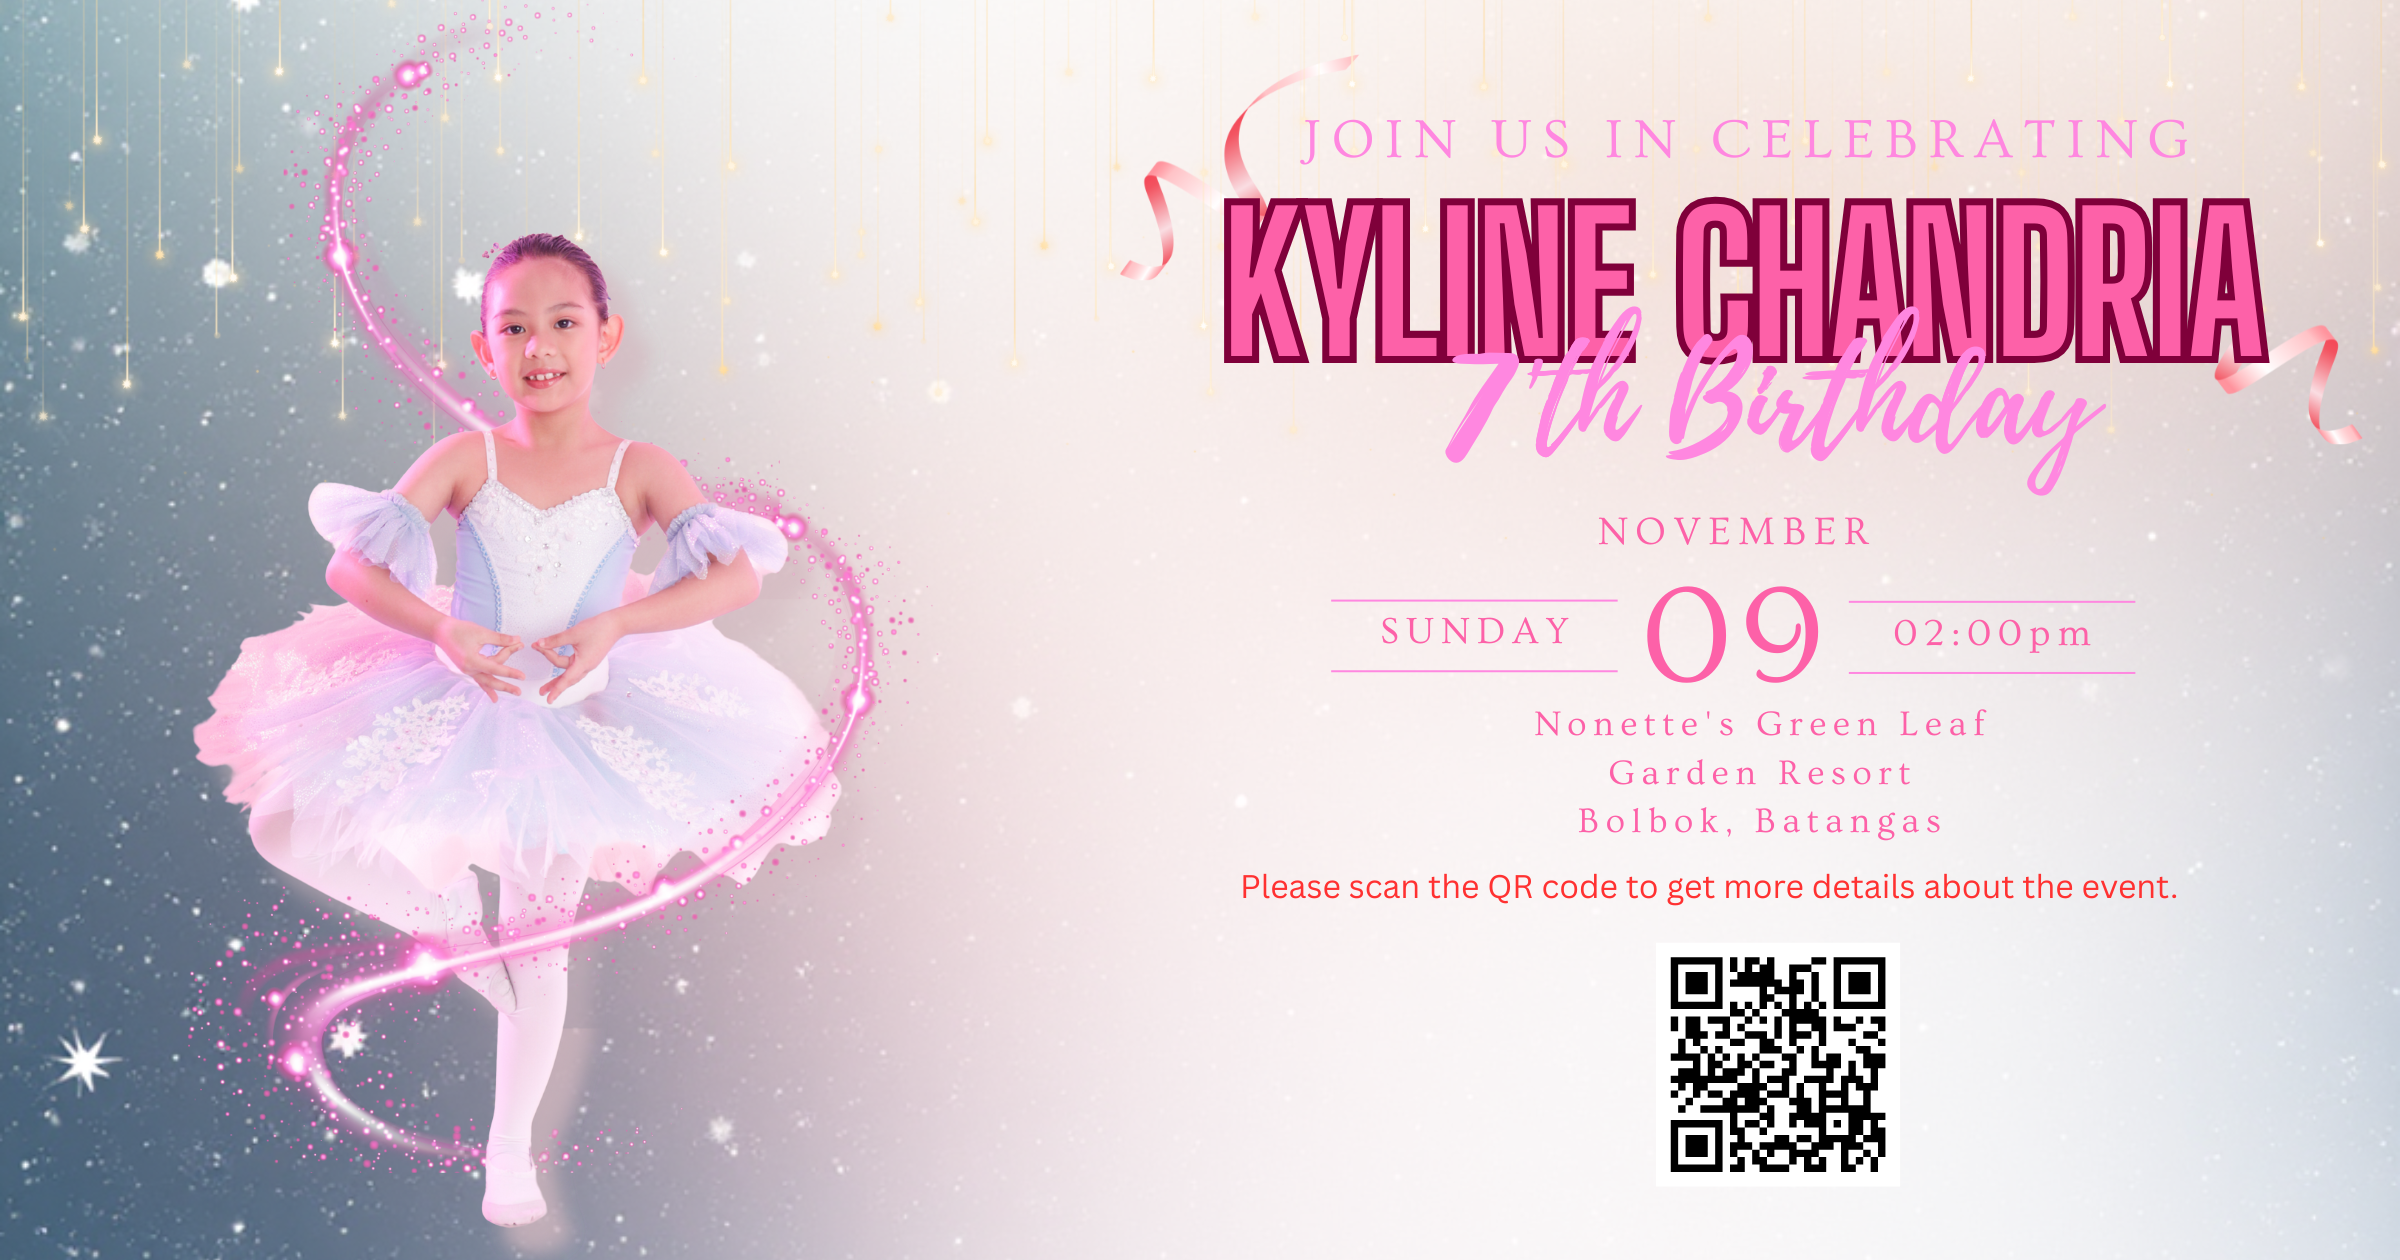 JOIN US IN CELEBRATING
KYLINE CHANDRIA
7th Birthday
NOVEMBER
SUNDAY 09 02:00pm
Nonette's Green Leaf
Garden Resort
Bolbok, Batangas
Please scan the QR code to get more details about the event.